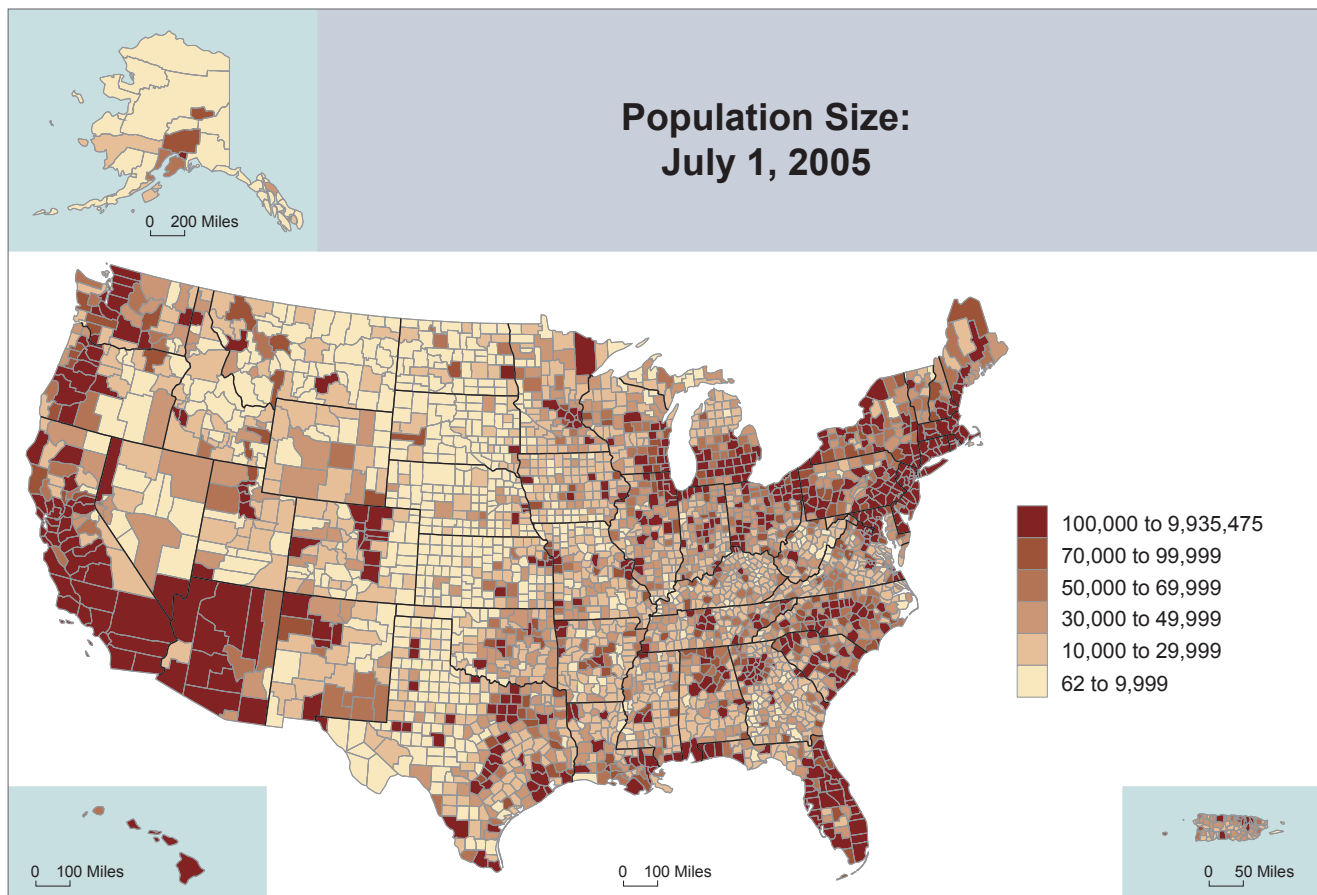 Population Size:
July 1, 2005
0 200 Miles
100,000 to 9,935,475
70,000 to 99,999
50,000 to 69,999
30,000 to 49,999
10,000 to 29,999
62 to 9,999
0 100 Miles
0 100 Miles
0 50 Miles